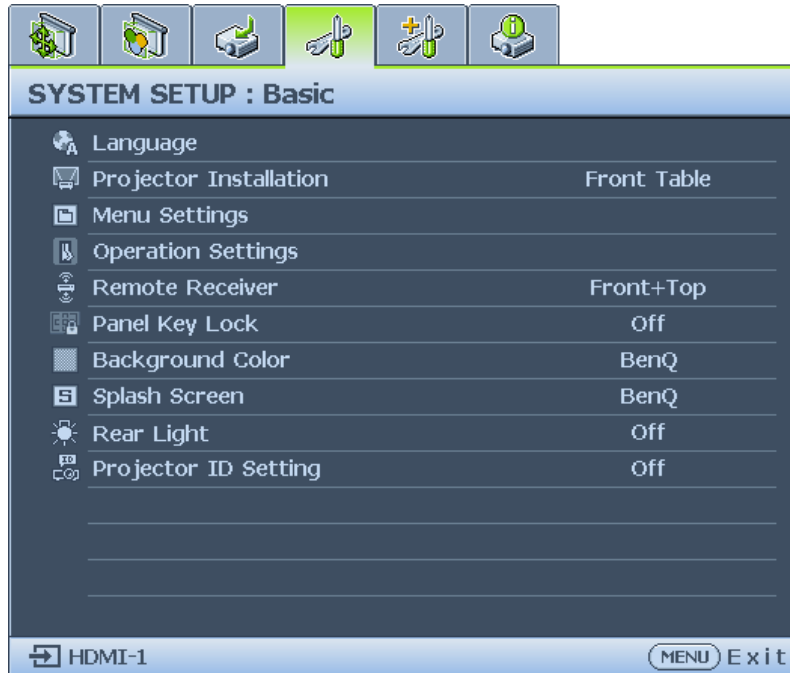 SYSTEM SETUP : Basic
Language
Projector Installation Front Table
Menu Settings
Operation Settings
Remote Receiver Front+Top
Panel Key Lock Off
Background Color BenQ
Splash Screen BenQ
Rear Light Off
Projector ID Setting Off
HDMI-1 MENU Exit